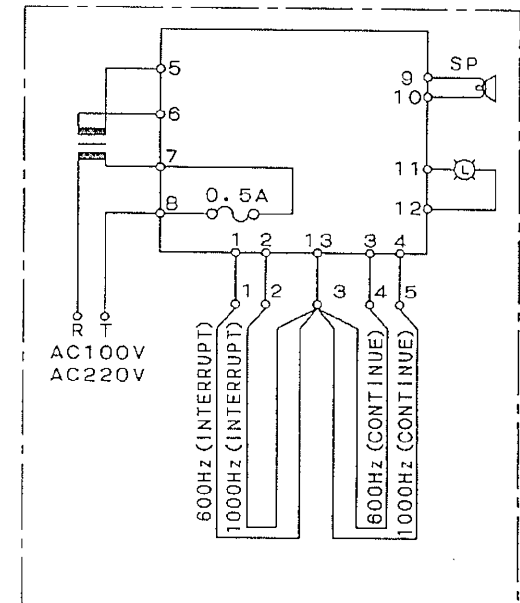 5
6
7
8
0.5A
9
10
SP
11
L
12
1 2 13 3 4
1 2 3 4 5
R T
AC100V
AC220V
600Hz (INTERRUPT)
1000Hz (INTERRUPT)
600Hz (CONTINUE)
1000Hz (CONTINUE)